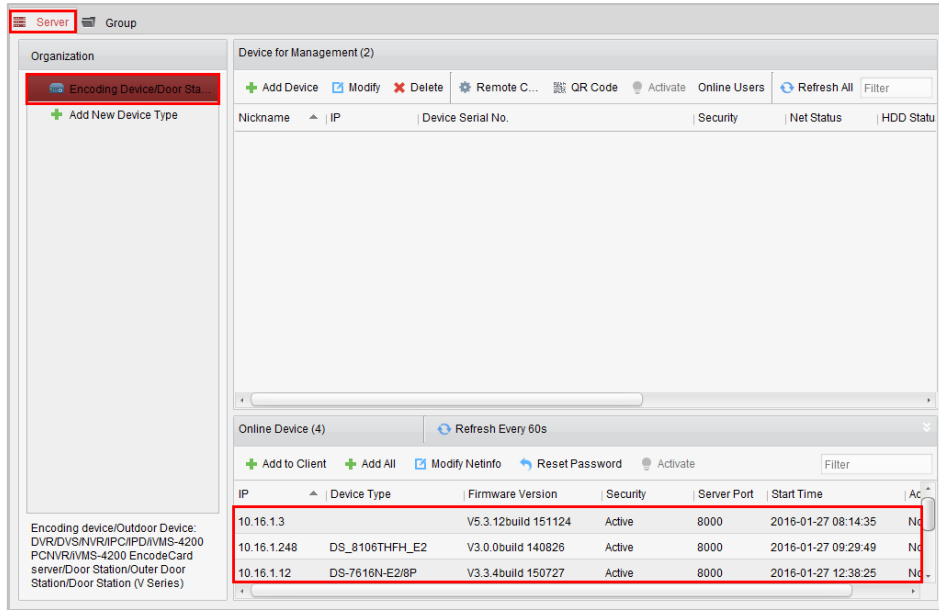 Server Group
Organization
Encoding Device/Door Sta...
Add New Device Type
Encoding device/Outdoor Device:
DVR/DVS/NVR/IPC/IPD/iVMS-4200
PCNVR/iVMS-4200 EncodeCard
server/Door Station/Outer Door
Station/Door Station (V Series)
Device for Management (2)
Add Device Modify Delete Remote C... QR Code Activate Online Users Refresh All Filter
Nickname IP Device Serial No. Security Net Status HDD Statu
Online Device (4) Refresh Every 60s
Add to Client Add All Modify Netinfo Reset Password Activate Filter
IP Device Type Firmware Version Security Server Port Start Time Ac
10.16.1.3 V5.3.12build 151124 Active 8000 2016-01-27 08:14:35 No
10.16.1.248 DS_8106THFH_E2 V3.0.0build 140826 Active 8000 2016-01-27 09:29:49 No
10.16.1.12 DS-7616N-E2/8P V3.3.4build 150727 Active 8000 2016-01-27 12:38:25 No